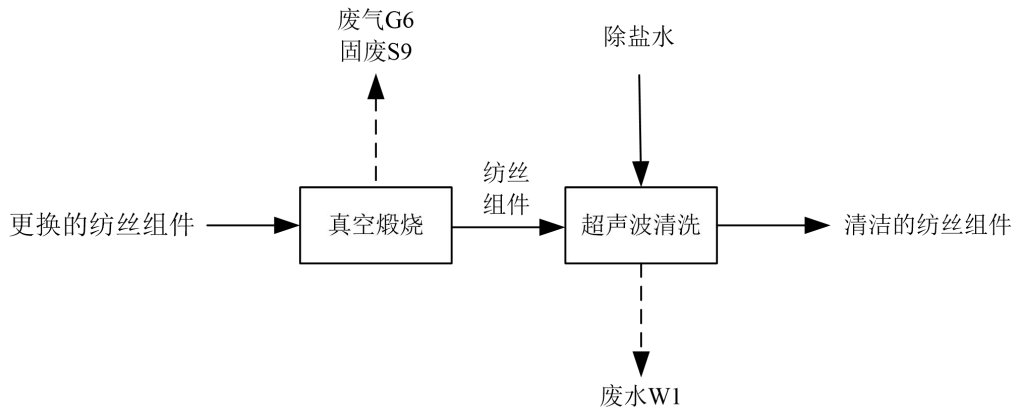 废气G6
固废S9
除盐水
更换的纺丝组件
真空煅烧
纺丝
组件
超声波清洗
清洁的纺丝组件
废水W1